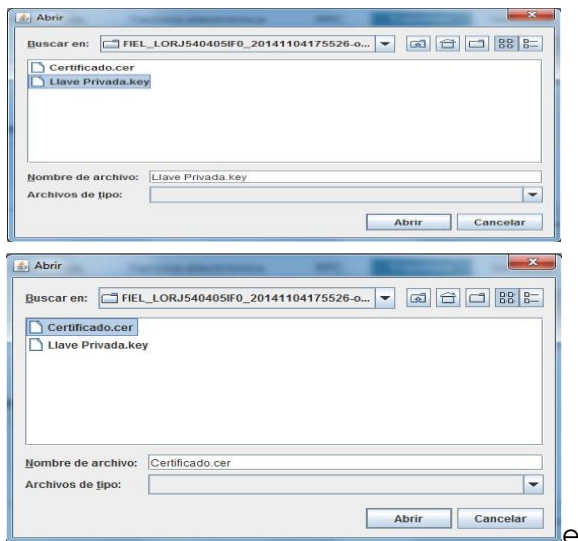 Abrir
Buscar en: FIEL_LORJ540405IF0_20141104175526-o...
Certificado.cer
Llave Privada.key
Nombre de archivo: Llave Privada.key
Archivos de tipo:
Abrir Cancelar
Abrir
Buscar en: FIEL_LORJ540405IF0_20141104175526-o...
Certificado.cer
Llave Privada.key
Nombre de archivo: Certificado.cer
Archivos de tipo:
Abrir Cancelar
e